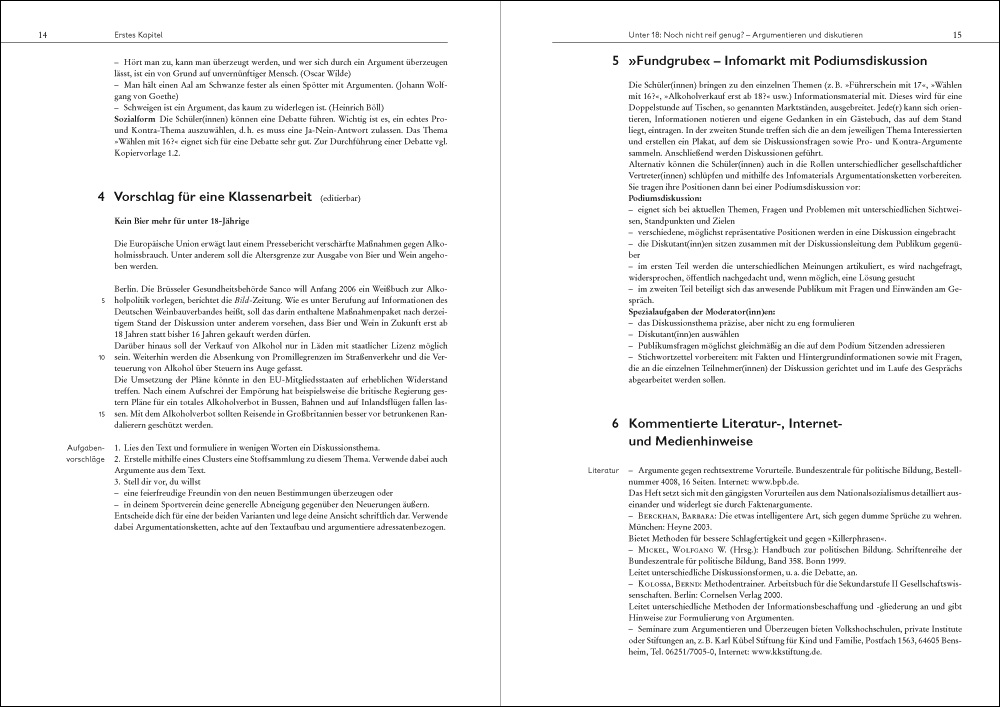 14
Erstes Kapitel
– Hört man zu, kann man überzeugt werden, und wer sich durch ein Argument überzeugen
lässt, ist ein von Grund auf unvernünftiger Mensch. (Oscar Wilde)
– Man hält einen Aal am Schwanze fester als einen Spötter mit Argumenten. (Johann Wolf-
gang von Goethe)
– Schweigen ist ein Argument, das kaum zu widerlegen ist. (Heinrich Böll)
Sozialform Die Schüler(innen) können eine Debatte führen. Wichtig ist es, ein echtes Pro-
und Kontra-Thema auszuwählen, d. h. es muss eine Ja-Nein-Antwort zulassen. Das Thema
»Wählen mit 16?« eignet sich für eine Debatte sehr gut. Zur Durchführung einer Debatte vgl.
Kopiervorlage 1.2.
4 Vorschlag für eine Klassenarbeit (editierbar)
Kein Bier mehr für unter 18-Jährige
Die Europäische Union erwägt laut einem Pressebericht verschärfte Maßnahmen gegen Alko-
holmissbrauch. Unter anderem soll die Altersgrenze zur Ausgabe von Bier und Wein angeho-
ben werden.
Berlin. Die Brüsseler Gesundheitsbehörde Sanco will Anfang 2006 ein Weißbuch zur Alko-
5 holpolitik vorlegen, berichtet die Bild-Zeitung. Wie es unter Berufung auf Informationen des
Deutschen Weinbauverbandes heißt, soll das darin enthaltene Maßnahmenpaket nach derzei-
tigem Stand der Diskussion unter anderem vorsehen, dass Bier und Wein in Zukunft erst ab
18 Jahren statt bisher 16 Jahren gekauft werden dürfen.
Darüber hinaus soll der Verkauf von Alkohol nur in Läden mit staatlicher Lizenz möglich
10 sein. Weiterhin werden die Absenkung von Promillegrenzen im Straßenverkehr und die Ver-
teuerung von Alkohol über Steuern ins Auge gefasst.
Die Umsetzung der Pläne könnte in den EU-Mitgliedsstaaten auf erheblichen Widerstand
treffen. Nach einem Aufschrei der Empörung hat beispielsweise die britische Regierung ges-
tern Pläne für ein totales Alkoholverbot in Bussen, Bahnen und auf Inlandsflügen fallen las-
15 sen. Mit dem Alkoholverbot sollten Reisende in Großbritannien besser vor betrunkenen Ran-
dalierern geschützt werden.
Aufgaben- 1. Lies den Text und formuliere in wenigen Worten ein Diskussionsthema.
vorschläge 2. Erstelle mithilfe eines Clusters eine Stoffsammlung zu diesem Thema. Verwende dabei auch
Argumente aus dem Text.
3. Stell dir vor, du willst
– eine feierfreudige Freundin von den neuen Bestimmungen überzeugen oder
– in deinem Sportverein deine generelle Abneigung gegenüber den Neuerungen äußern.
Entscheide dich für eine der beiden Varianten und lege deine Ansicht schriftlich dar. Verwende
dabei Argumentationsketten, achte auf den Textaufbau und argumentiere adressatenbezogen.
Unter 18: Noch nicht reif genug? – Argumentieren und diskutieren
15
5 »Fundgrube« – Infomarkt mit Podiumsdiskussion
Die Schüler(innen) bringen zu den einzelnen Themen (z. B. »Führerschein mit 17«, »Wählen
mit 16?«, »Alkoholverkauf erst ab 18?« usw.) Informationsmaterial mit. Dieses wird für eine
Doppelstunde auf Tischen, so genannten Marktständen, ausgebreitet. Jede(r) kann sich orien-
tieren, Informationen notieren und eigene Gedanken in ein Gästebuch, das auf dem Stand
liegt, eintragen. In der zweiten Stunde treffen sich die an dem jeweiligen Thema Interessierten
und erstellen ein Plakat, auf dem sie Diskussionsfragen sowie Pro- und Kontra-Argumente
sammeln. Anschließend werden Diskussionen geführt.
Alternativ können die Schüler(innen) auch in die Rollen unterschiedlicher gesellschaftlicher
Vertreter(innen) schlüpfen und mithilfe des Infomaterials Argumentationsketten vorbereiten.
Sie tragen ihre Positionen dann bei einer Podiumsdiskussion vor:
Podiumsdiskussion:
– eignet sich bei aktuellen Themen, Fragen und Problemen mit unterschiedlichen Sichtwei-
sen, Standpunkten und Zielen
– verschiedene, möglichst repräsentative Positionen werden in eine Diskussion eingebracht
– die Diskutant(inn)en sitzen zusammen mit der Diskussionsleitung dem Publikum gegenü-
ber
– im ersten Teil werden die unterschiedlichen Meinungen artikuliert, es wird nachgefragt,
widersprochen, öffentlich nachgedacht und, wenn möglich, eine Lösung gesucht
– im zweiten Teil beteiligt sich das anwesende Publikum mit Fragen und Einwänden am Ge-
spräch.
Spezialaufgaben der Moderator(inn)en:
– das Diskussionsthema präzise, aber nicht zu eng formulieren
– Diskutant(inn)en auswählen
– Publikumsfragen möglichst gleichmäßig an die auf dem Podium Sitzenden adressieren
– Stichwortzettel vorbereiten: mit Fakten und Hintergrundinformationen sowie mit Fragen,
die an die einzelnen Teilnehmer(innen) der Diskussion gerichtet und im Laufe des Gesprächs
abgearbeitet werden sollen.
6 Kommentierte Literatur-, Internet-
und Medienhinweise
Literatur – Argumente gegen rechtsextreme Vorurteile. Bundeszentrale für politische Bildung, Bestell-
nummer 4008, 16 Seiten. Internet: www.bpb.de.
Das Heft setzt sich mit den gängigsten Vorurteilen aus dem Nationalsozialismus detailliert aus-
einander und widerlegt sie durch Faktenargumente.
– Berckhan, Barbara: Die etwas intelligentere Art, sich gegen dumme Sprüche zu wehren.
München: Heyne 2003.
Bietet Methoden für bessere Schlagfertigkeit und gegen »Killerphrasen«.
– Mickel, Wolfgang W. (Hrsg.): Handbuch zur politischen Bildung. Schriftenreihe der
Bundeszentrale für politische Bildung, Band 358. Bonn 1999.
Leitet unterschiedliche Diskussionsformen, u. a. die Debatte, an.
– Kolossa, Bernd: Methodentrainer. Arbeitsbuch für die Sekundarstufe II Gesellschaftswis-
senschaften. Berlin: Cornelsen Verlag 2000.
Leitet unterschiedliche Methoden der Informationsbeschaffung und -gliederung an und gibt
Hinweise zur Formulierung von Argumenten.
– Seminare zum Argumentieren und Überzeugen bieten Volkshochschulen, private Institute
oder Stiftungen an, z. B. Karl Kübel Stiftung für Kind und Familie, Postfach 1563, 64605 Bens-
heim, Tel. 06251/7005-0, Internet: www.kkstiftung.de.